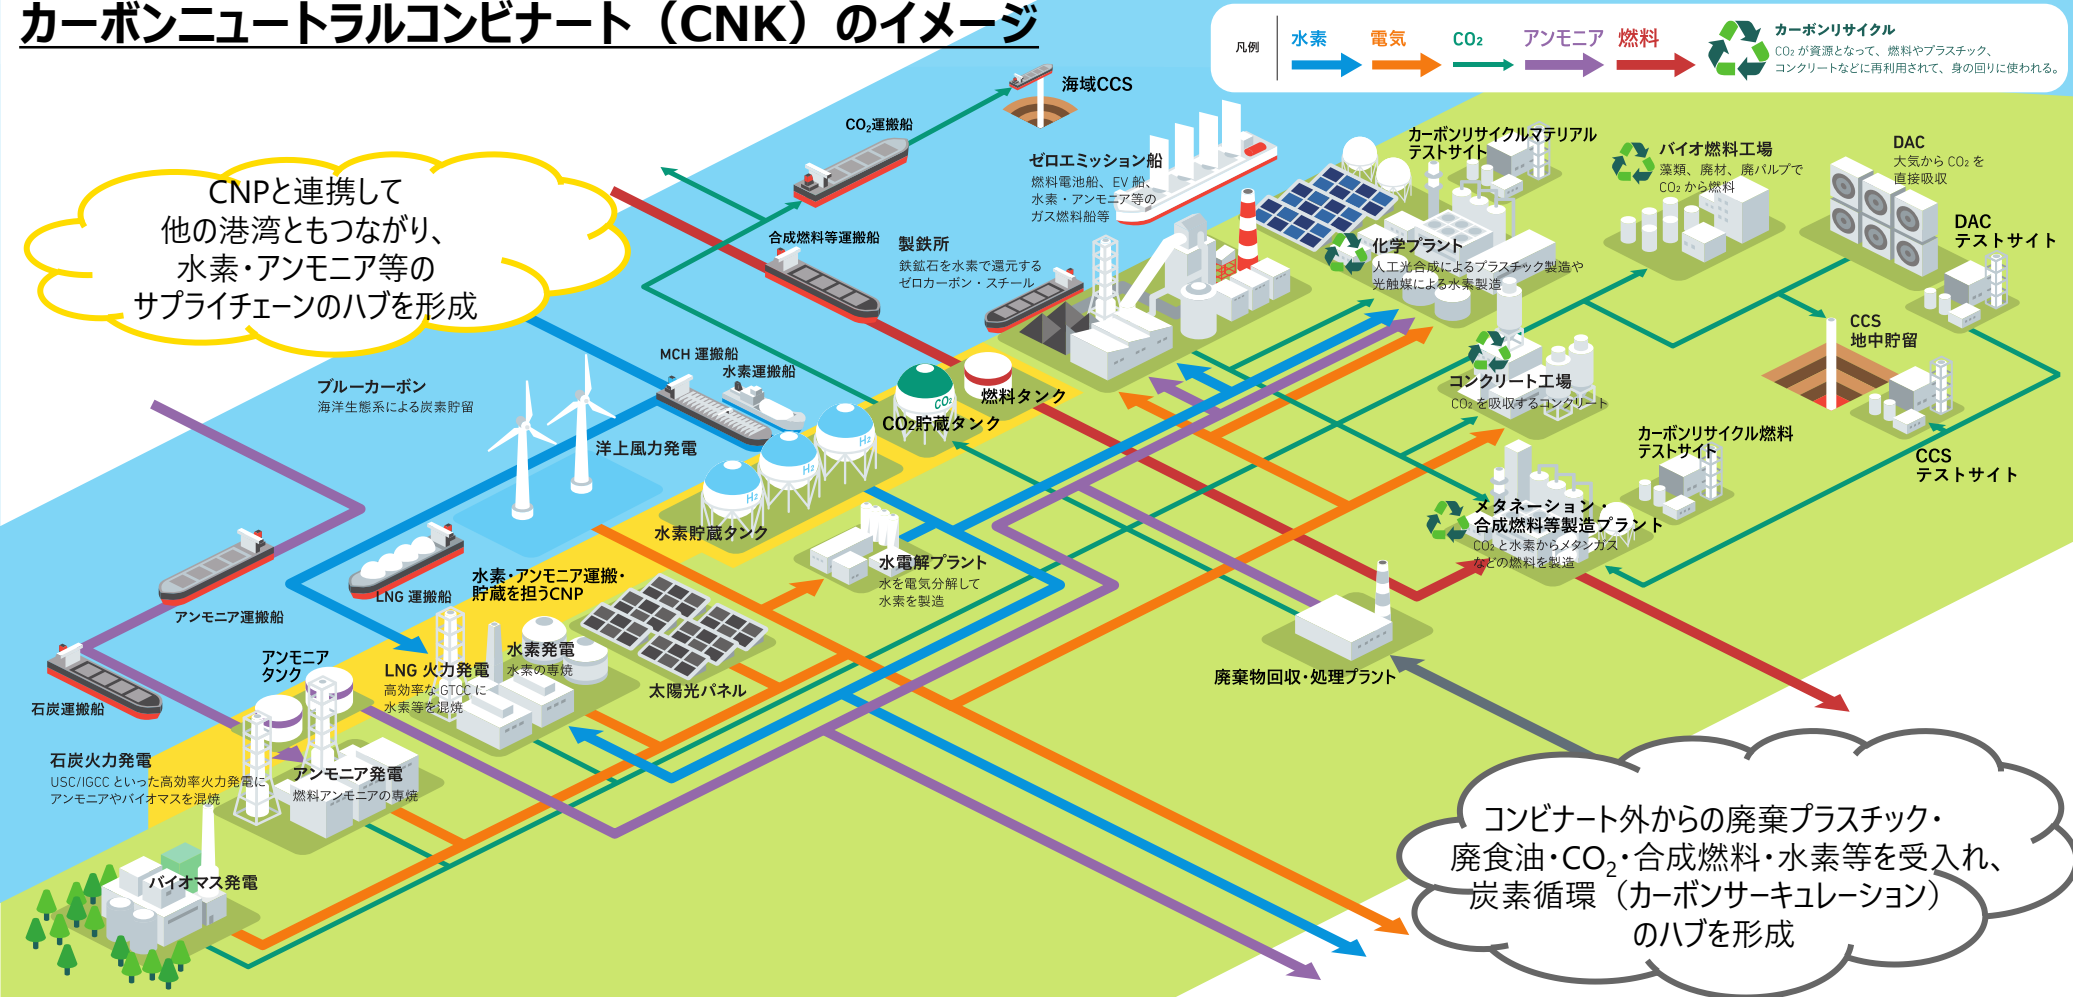 カーボンニュートラルコンビナート（CNK）のイメージ
凡例
水素
電気
CO₂
アンモニア
燃料
カーボンリサイクル
CO₂ が資源となって、燃料やプラスチック、
コンクリートなどに再利用されて、身の回りに使われる。
海域CCS
CO₂運搬船
ゼロエミッション船
燃料電池船、EV 船、
水素・アンモニア等の
ガス燃料船等
カーボンリサイクルマテリアル
テストサイト
バイオ燃料工場
藻類、廃材、廃パルプで
CO₂ から燃料
DAC
大気から CO₂ を
直接吸収
DAC
テストサイト
CNPと連携して
他の港湾ともつながり、
水素・アンモニア等の
サプライチェーンのハブを形成
合成燃料等運搬船
製鉄所
鉄鉱石を水素で還元する
ゼロカーボン・スチール
化学プラント
人工光合成によるプラスチック製造や
光触媒による水素製造
CCS
地中貯留
MCH 運搬船
水素運搬船
ブルーカーボン
海洋生態系による炭素貯留
CO₂
燃料タンク
CO₂貯蔵タンク
コンクリート工場
CO₂ を吸収するコンクリート
洋上風力発電
H₂
H₂
H₂
カーボンリサイクル燃料
テストサイト
CCS
テストサイト
水素貯蔵タンク
メタネーション・
合成燃料等製造プラント
CO₂ と水素からメタンガス
などの燃料を製造
水電解プラント
水を電気分解して
水素を製造
水素・アンモニア運搬・
貯蔵を担うCNP
LNG 運搬船
アンモニア運搬船
アンモニア
タンク
LNG 火力発電
高効率な GTCC に
水素等を混焼
水素発電
水素の専焼
太陽光パネル
廃棄物回収・処理プラント
石炭運搬船
石炭火力発電
USC/IGCC といった高効率火力発電に
アンモニアやバイオマスを混焼
アンモニア発電
燃料アンモニアの専焼
バイオマス発電
コンビナート外からの廃棄プラスチック・
廃食油・CO₂・合成燃料・水素等を受入れ、
炭素循環（カーボンサーキュレーション）
のハブを形成